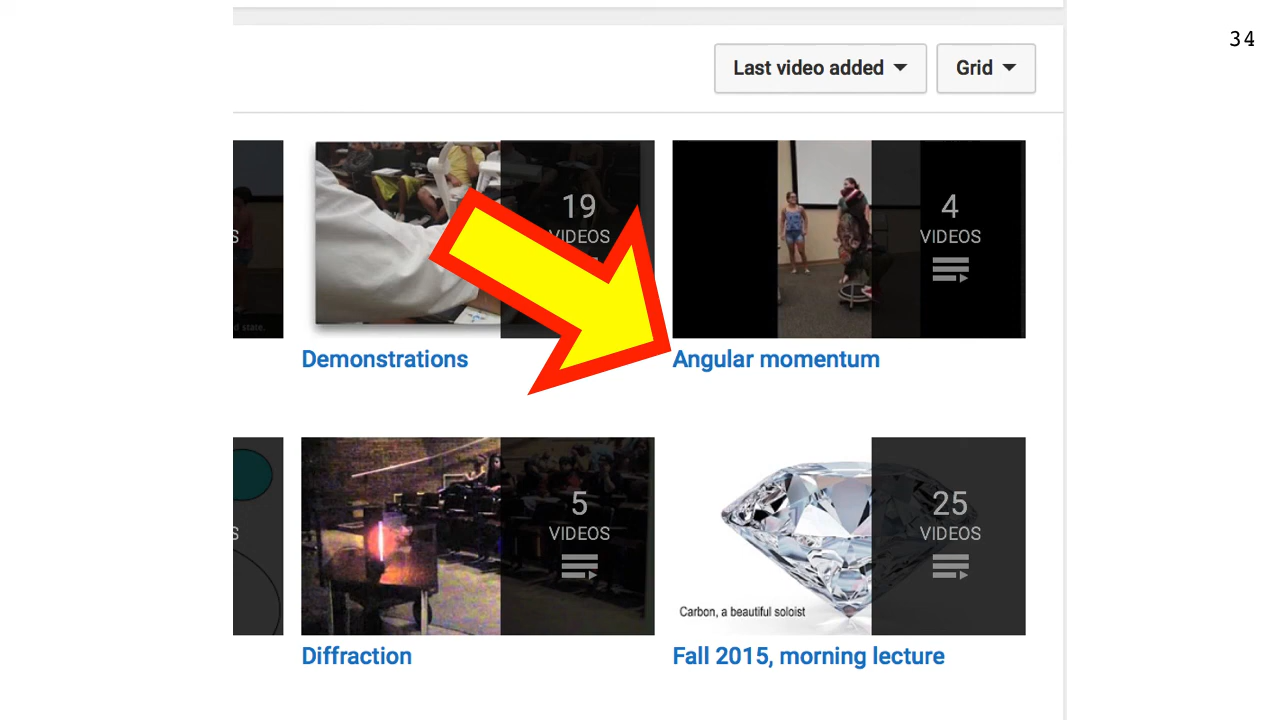 34
Last video added
Grid
19
VIDEOS
4
VIDEOS
Demonstrations
Angular momentum
5
VIDEOS
25
VIDEOS
Carbon, a beautiful soloist
Diffraction
Fall 2015, morning lecture